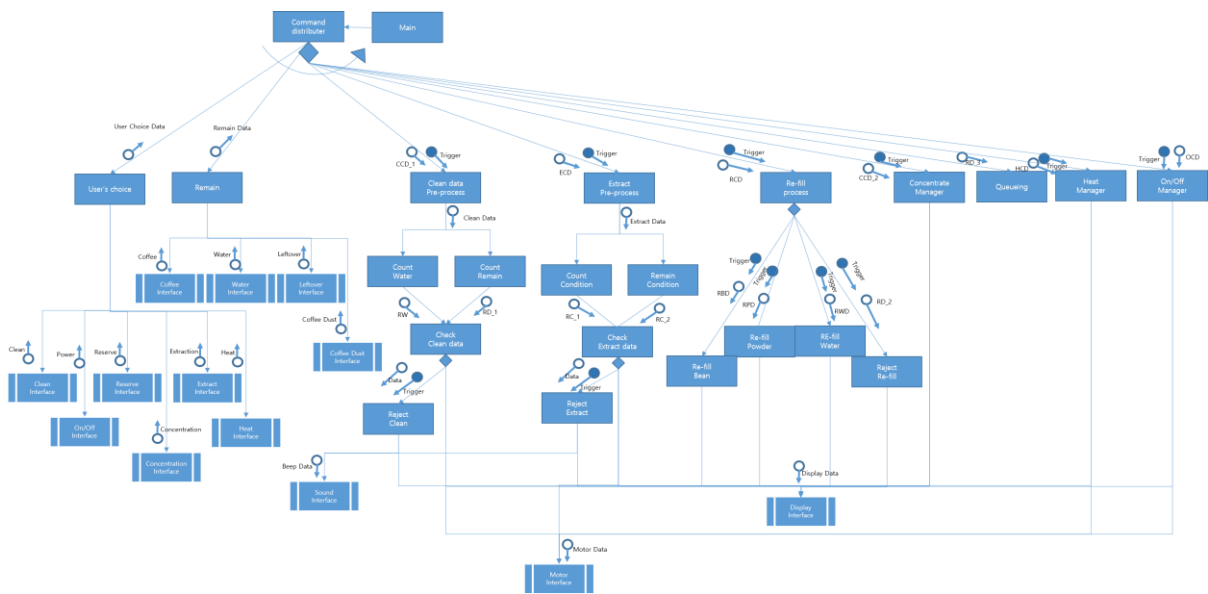 Command
distributer
Main
User Choice Data
Remain Data
CCD_1
Trigger
ECD
Trigger
Trigger
RCD
Trigger
CCD_2
RD_3
HCD
Trigger
Trigger
OCD
User's choice
Remain
Clean data
Pre-process
Extract
Pre-process
Re-fill
process
Concentrate
Manager
Queueing
Heat
Manager
On/Off
Manager
Clean Data
Extract Data
Coffee
Water
Leftover
Coffee
Interface
Water
Interface
Leftover
Interface
Count
Water
Count
Remain
Count
Condition
Remain
Condition
Trigger
Trigger
Trigger
Trigger
RBD
RPD
RWD
RD_2
RW
RD_1
RC_1
RC_2
Coffee Dust
Coffee Dust
Interface
Check
Clean data
Check
Extract data
Re-fill
Powder
RE-fill
Water
Re-fill
Bean
Reject
Re-fill
Clean
Power
Reserve
Extraction
Heat
Clean
Interface
Reserve
Interface
Extract
Interface
On/Off
Interface
Heat
Interface
Concentration
Concentration
Interface
Data
Trigger
Data
Trigger
Reject
Clean
Reject
Extract
Beep Data
Sound
Interface
Display Data
Display
Interface
Motor Data
Motor
Interface